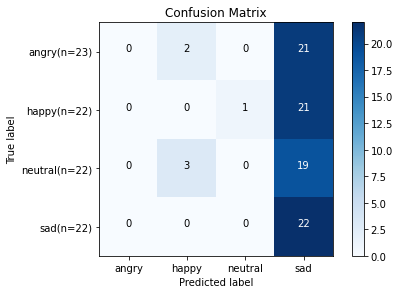 Confusion Matrix
angry(n=23) 0 2 0 21
happy(n=22) 0 0 1 21
neutral(n=22) 0 3 0 19
sad(n=22) 0 0 0 22
angry happy neutral sad
Predicted label
True label
20.0
17.5
15.0
12.5
10.0
7.5
5.0
2.5
0.0